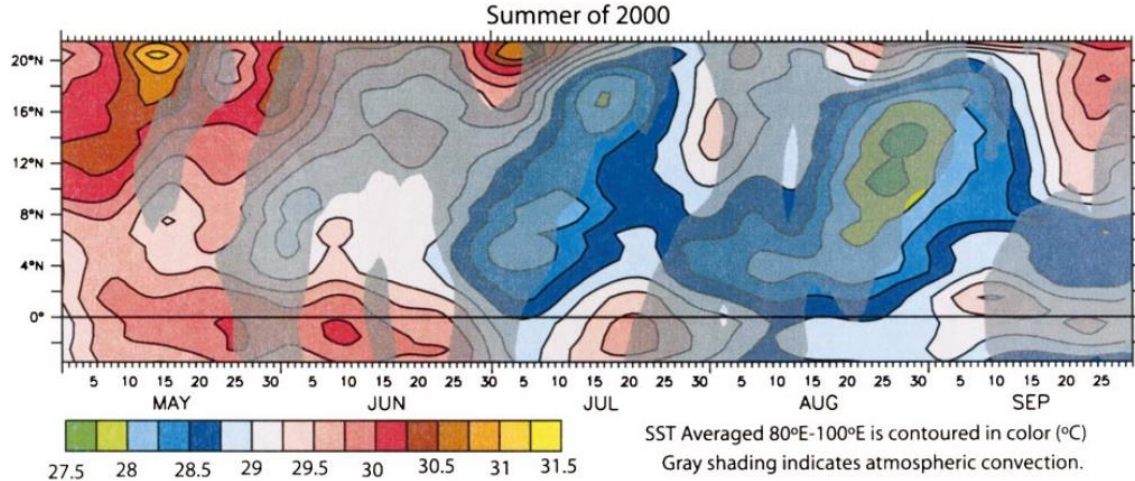 Summer of 2000
20°N
16°N
12°N
8°N
4°N
0°
5 10 15 20 25 30 5 10 15 20 25 30 5 10 15 20 25 30 5 10 15 20 25 30 5 10 15 20 25
MAY JUN JUL AUG SEP
27.5 28 28.5 29 29.5 30 30.5 31 31.5
SST Averaged 80ºE-100ºE is contoured in color (ºC)
Gray shading indicates atmospheric convection.